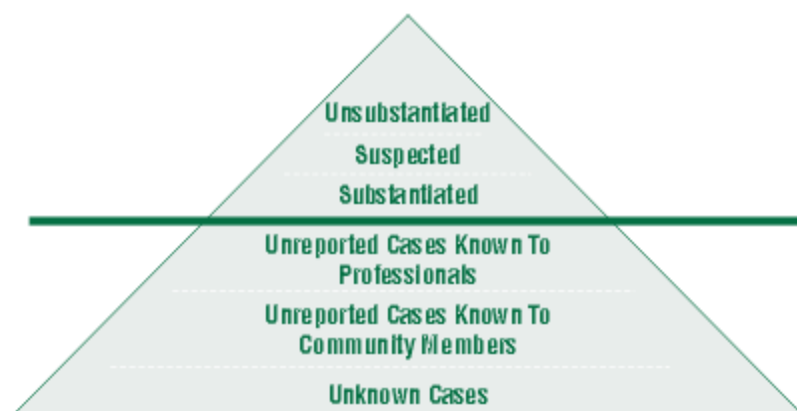 Unsubstantiated
Suspected
Substantiated
Unreported Cases Known To
Professionals
Unreported Cases Known To
Community Members
Unknown Cases